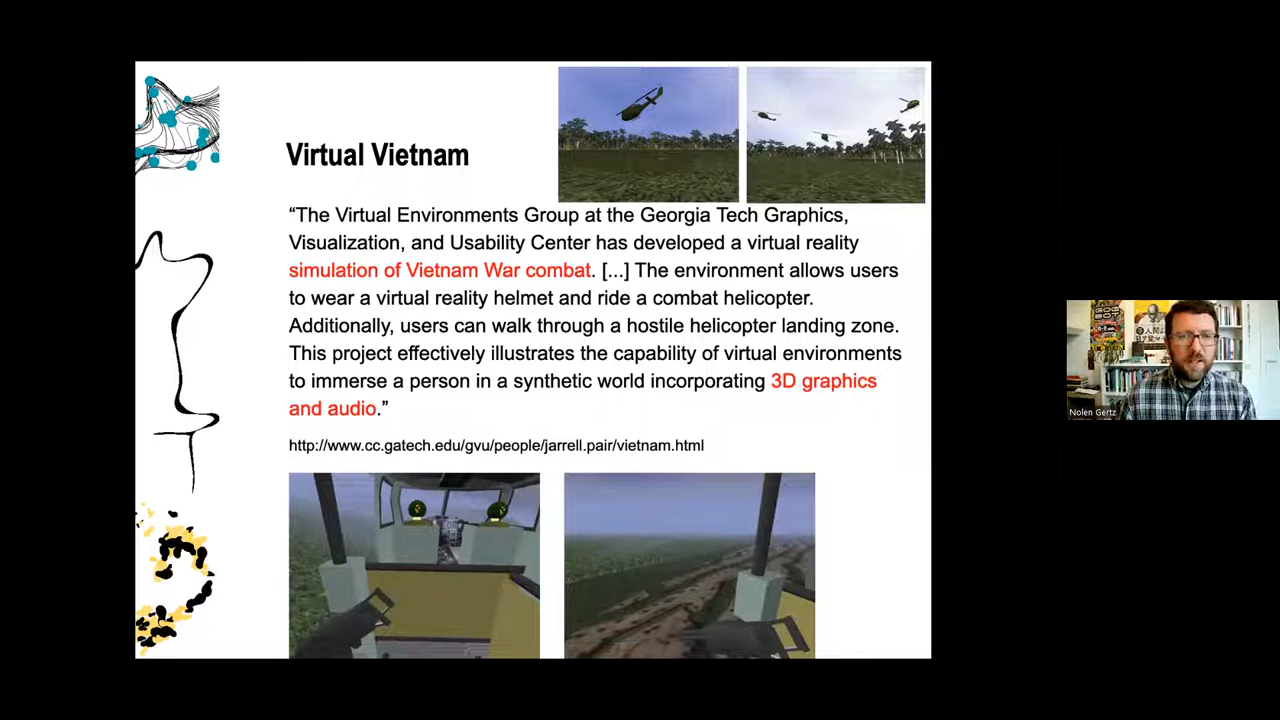 Virtual Vietnam
“The Virtual Environments Group at the Georgia Tech Graphics,
Visualization, and Usability Center has developed a virtual reality
simulation of Vietnam War combat. [...] The environment allows users
to wear a virtual reality helmet and ride a combat helicopter.
Additionally, users can walk through a hostile helicopter landing zone.
This project effectively illustrates the capability of virtual environments
to immerse a person in a synthetic world incorporating 3D graphics
and audio.”
http://www.cc.gatech.edu/gvu/people/jarrell.pair/vietnam.html
Nolen Gertz